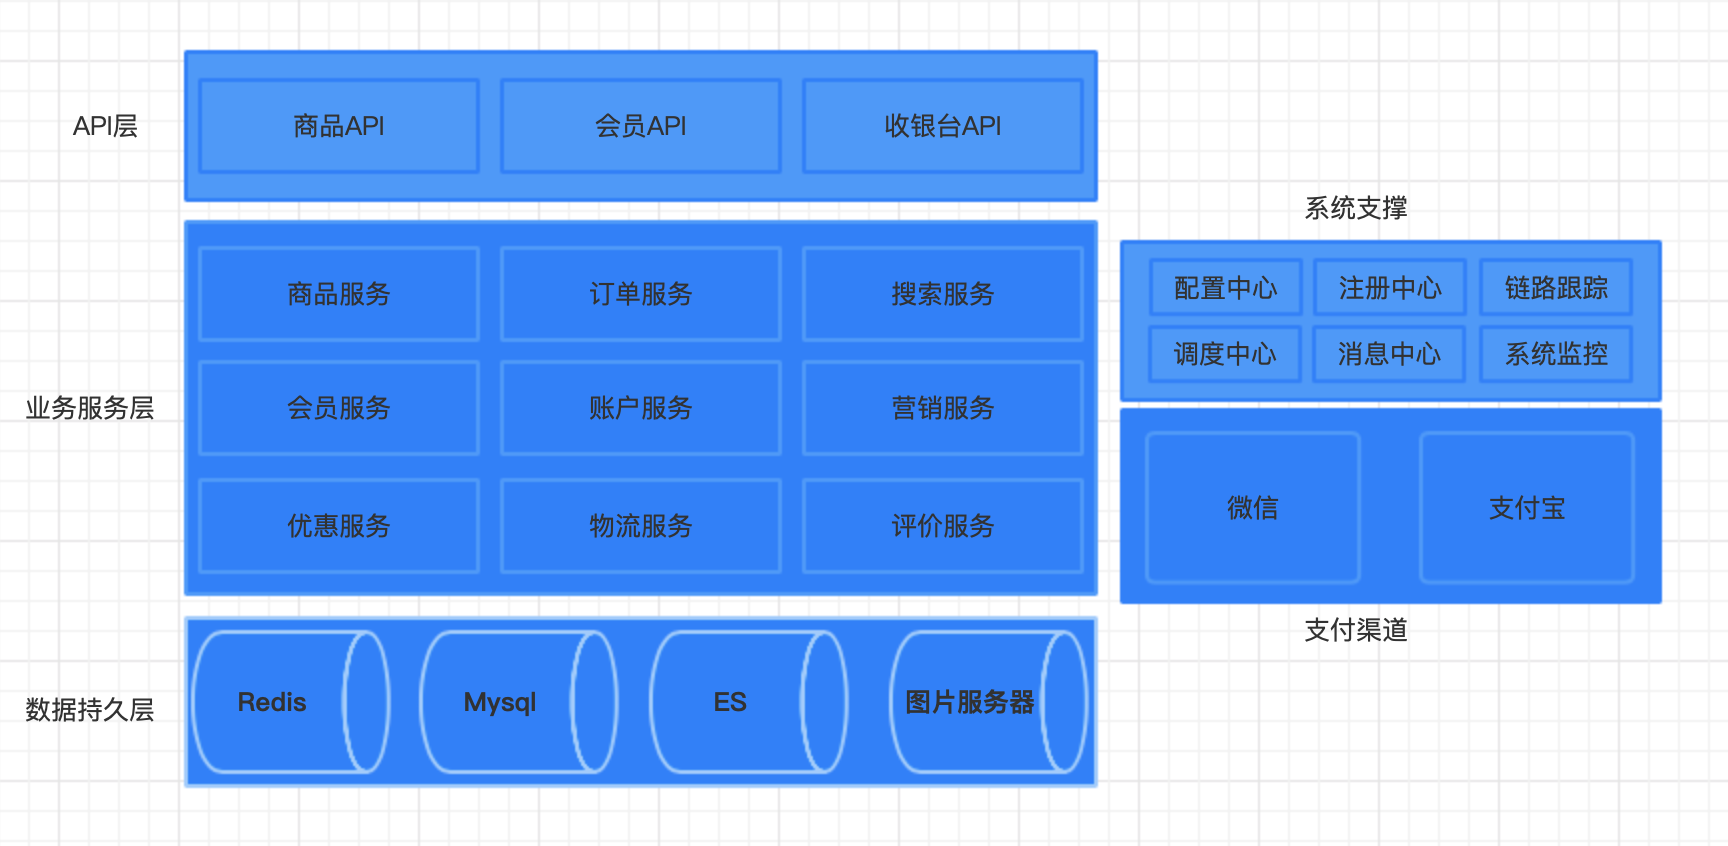 API层
商品API
会员API
收银台API
业务服务层
商品服务
订单服务
搜索服务
会员服务
账户服务
营销服务
优惠服务
物流服务
评价服务
数据持久层
Redis
Mysql
ES
图片服务器
系统支撑
配置中心
注册中心
链路跟踪
调度中心
消息中心
系统监控
微信
支付宝
支付渠道